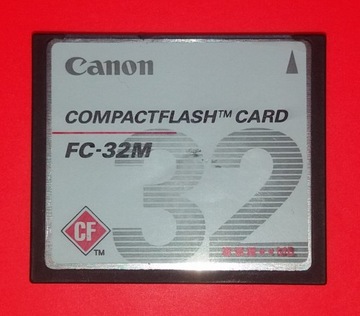 Canon
COMPACTFLASH™ CARD
FC-32M
32
CF
TM